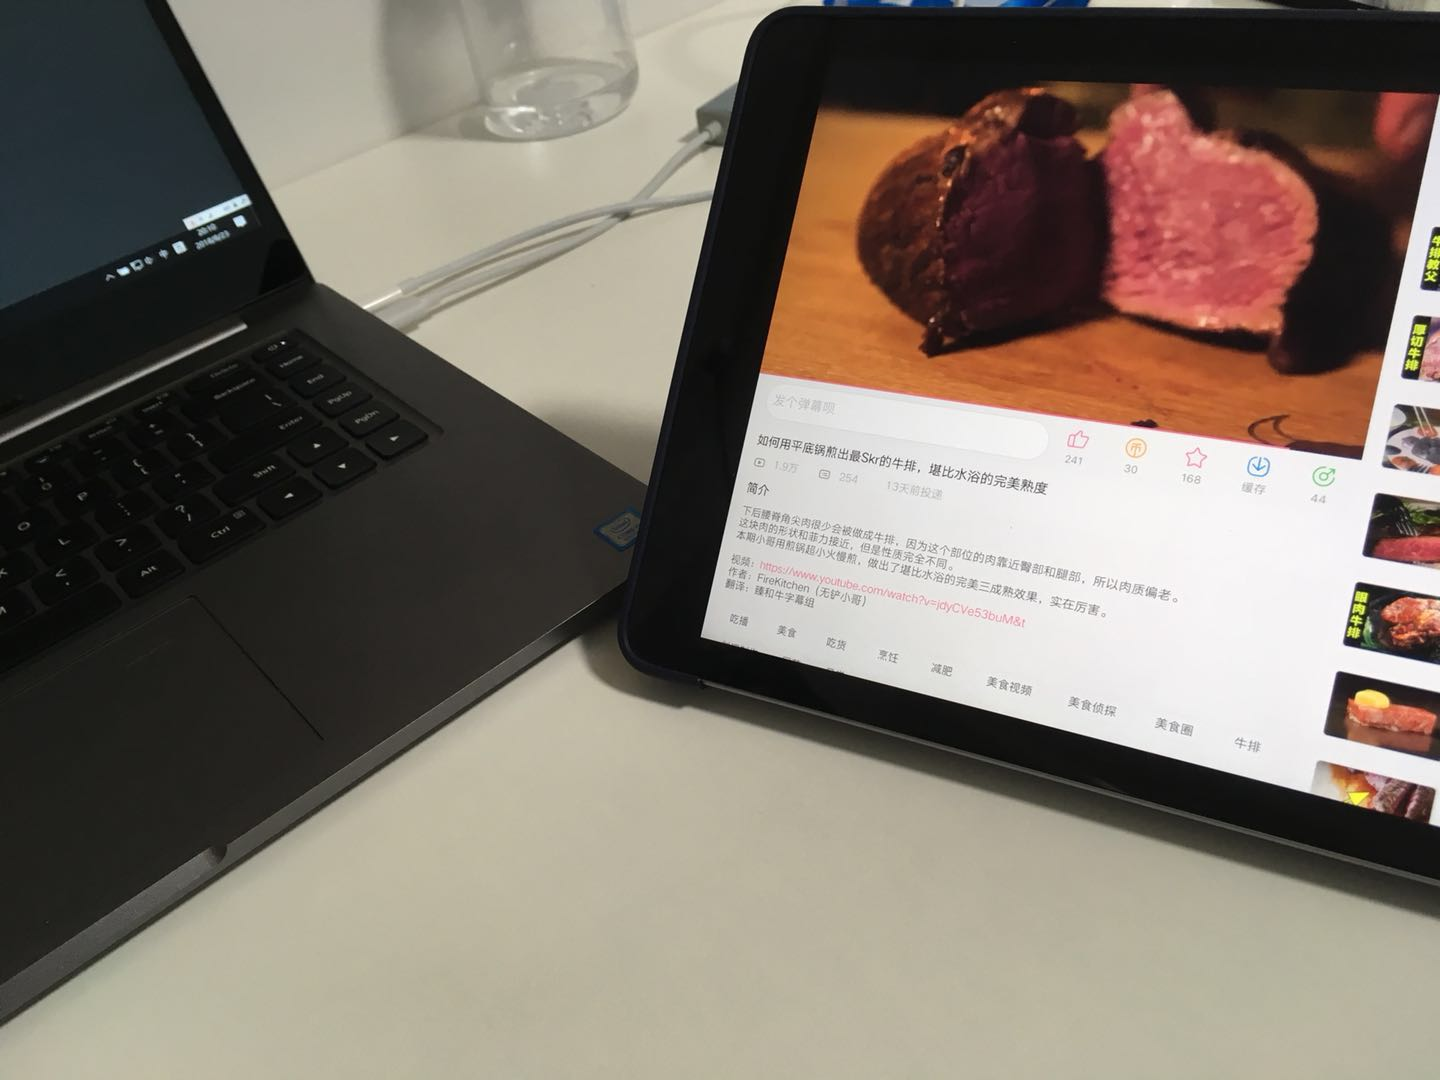 20:10
2018/8/23
Delete
Home
Backspace
End
PgUp
Enter
PgDn
Shift
Ctrl
Alt
O
P
L
M
intel
发个弹幕呗
如何用平底锅煎出最Skr的牛排，堪比水浴的完美熟度
241
30
168
缓存
44
1.9万
254
13天前投递
简介
下后腰脊角尖肉很少会被做成牛排，因为这个部位的肉靠近臀部和腿部，所以肉质偏老。
这块肉的形状和菲力接近，但是性质完全不同。
本期小哥用煎锅超小火慢煎，做出了堪比水浴的完美三成熟效果，实在厉害。
视频：https://www.youtube.com/watch?v=jdyCVe53buM&t
作者：FireKitchen（无铲小哥）
翻译：臻和牛字幕组
吃播
美食
吃货
烹饪
减肥
美食视频
美食侦探
美食圈
牛排
牛排教父
厚切牛排
眼肉牛排